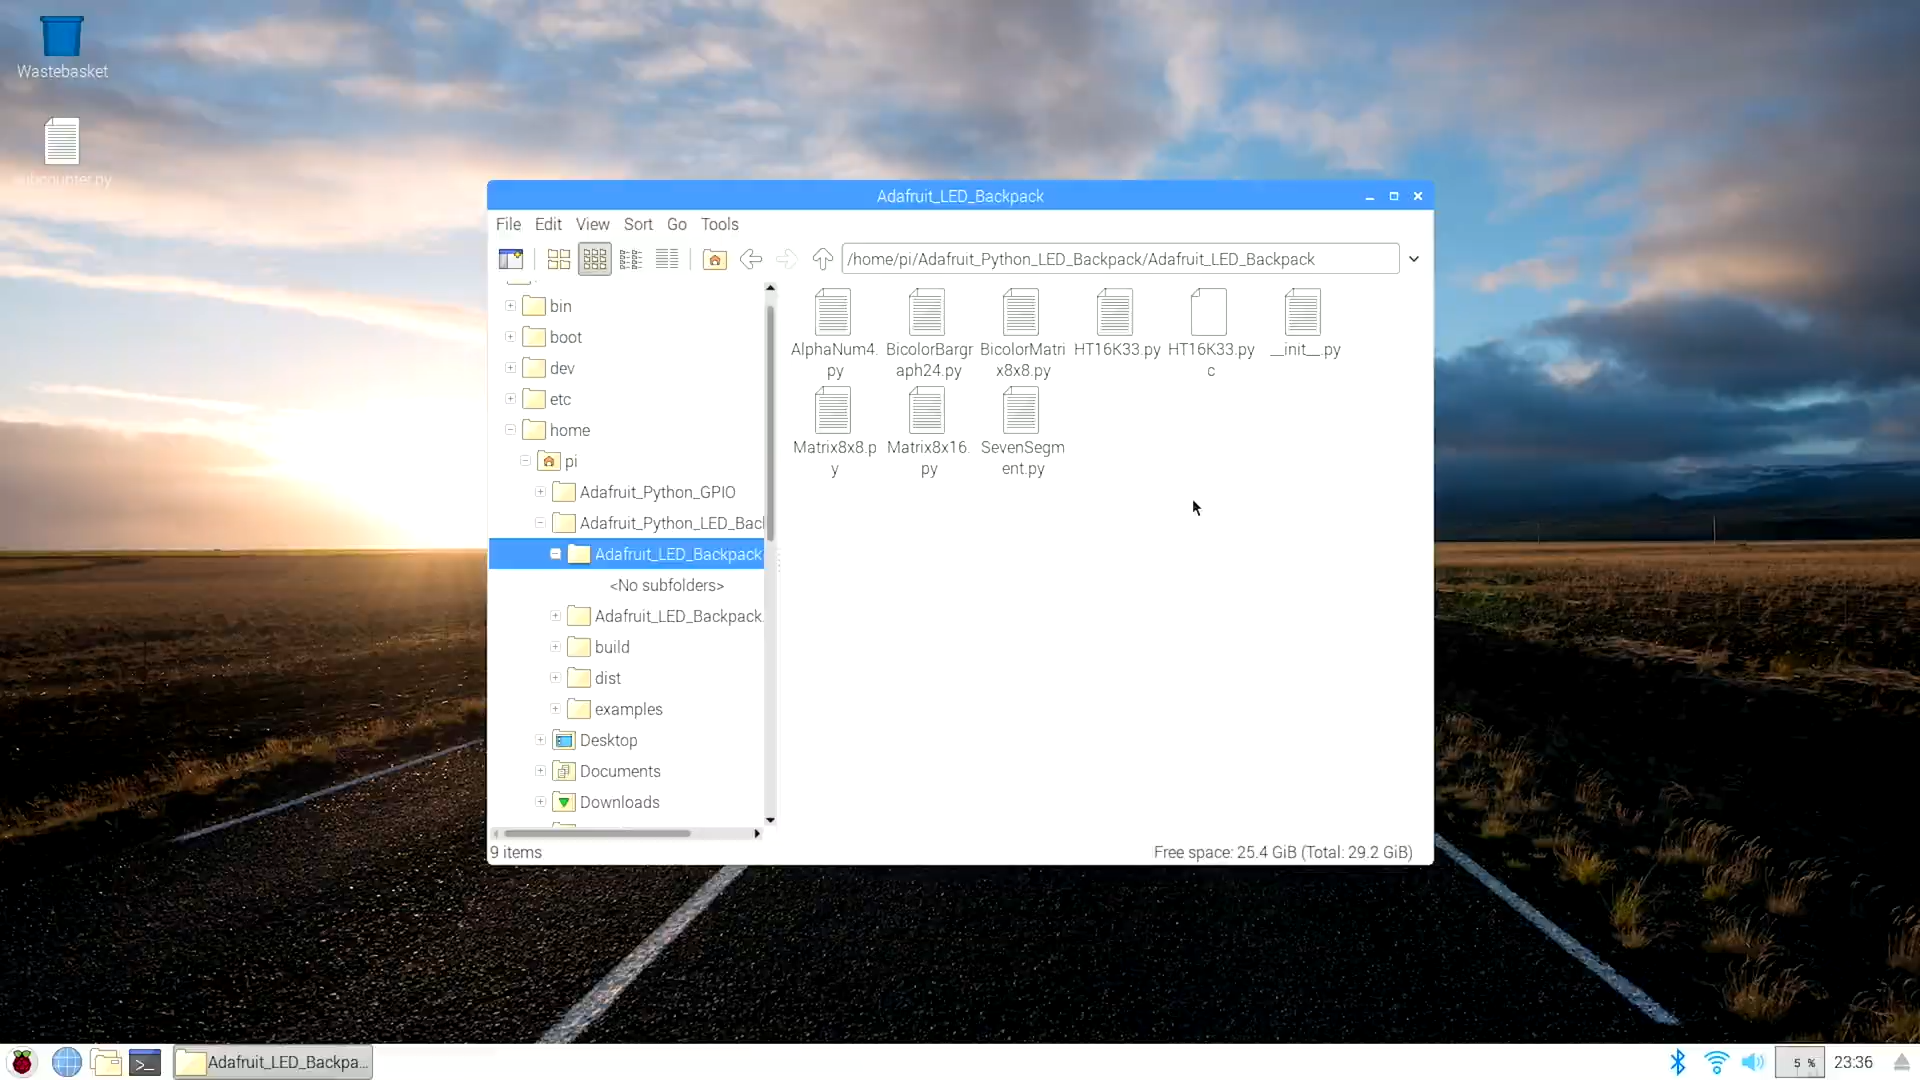 Wastebasket
Adafruit_LED_Backpack
File Edit View Sort Go Tools
/home/pi/Adafruit_Python_LED_Backpack/Adafruit_LED_Backpack
bin
boot
dev
etc
home
pi
Adafruit_Python_GPIO
Adafruit_Python_LED_Bac
Adafruit_LED_Backpack
<No subfolders>
Adafruit_LED_Backpack.
build
dist
examples
Desktop
Documents
Downloads
AlphaNum4.
py
BicolorBargr
aph24.py
BicolorMatri
x8x8.py
HT16K33.py
HT16K33.py
c
__init__.py
Matrix8x8.p
y
Matrix8x16.
py
SevenSegm
ent.py
9 items
Free space: 25.4 GiB (Total: 29.2 GiB)
Adafruit_LED_Backpa...
5 %
23:36